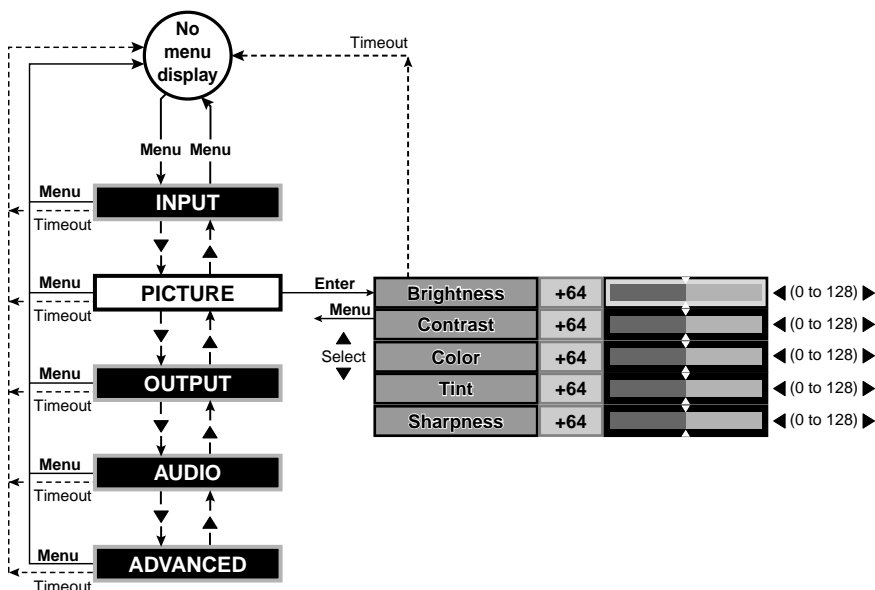 No
menu
display
Timeout
Menu Menu
Menu
INPUT
Timeout
Menu
PICTURE
Timeout
Enter
Menu
Select
Brightness +64 (0 to 128)
Contrast +64 (0 to 128)
Color +64 (0 to 128)
Tint +64 (0 to 128)
Sharpness +64 (0 to 128)
Menu
OUTPUT
Timeout
Menu
AUDIO
Timeout
Menu
ADVANCED
Timeout